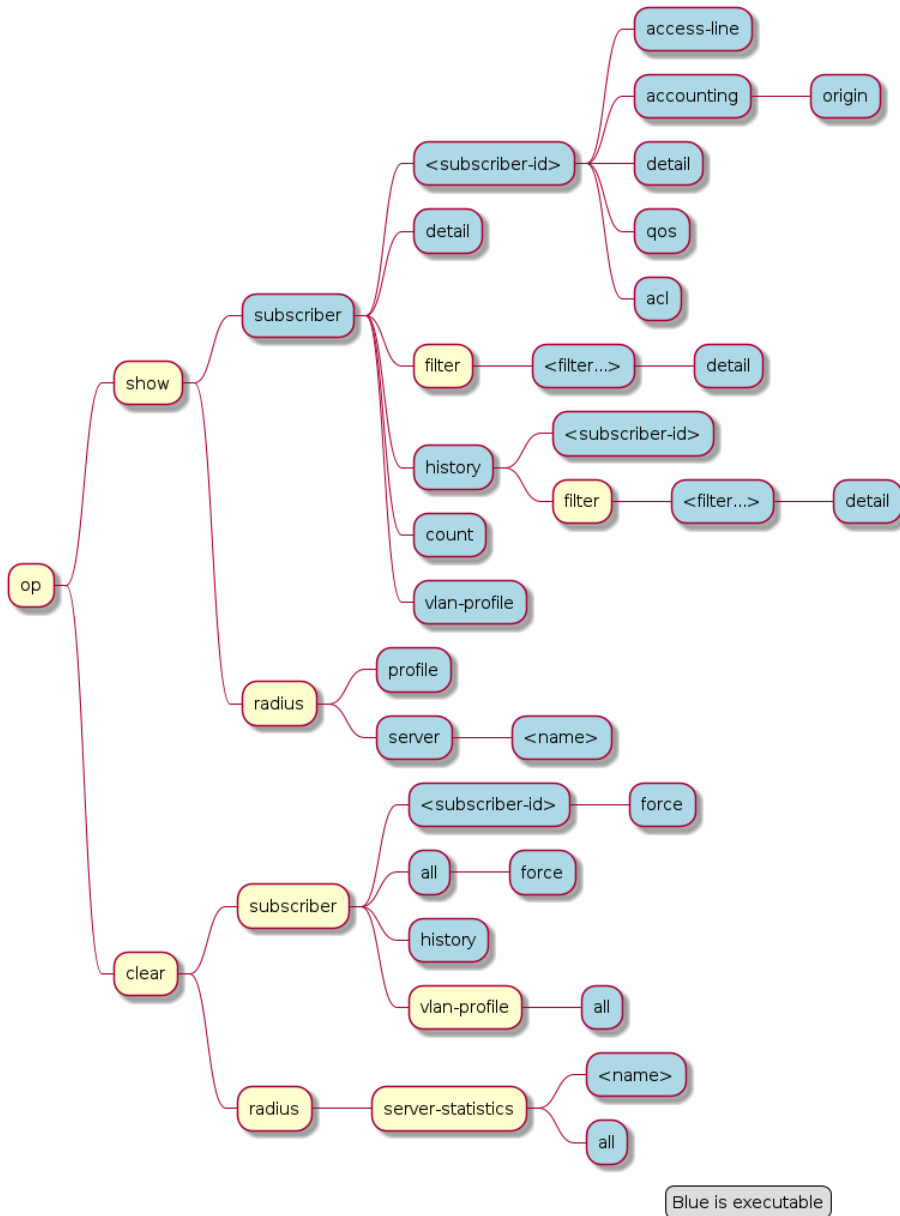 access-line
accounting
origin
<subscriber-id>
detail
detail
qos
acl
subscriber
filter
<filter...>
detail
show
history
<subscriber-id>
filter
<filter...>
detail
count
op
vlan-profile
profile
radius
server
<name>
<subscriber-id>
force
all
force
subscriber
history
clear
vlan-profile
all
<name>
radius
server-statistics
all
Blue is executable